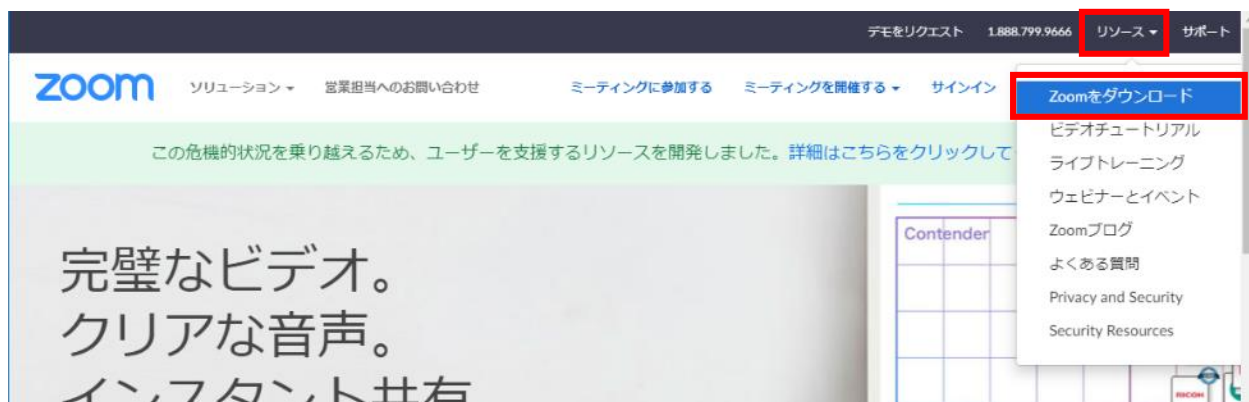 デモをリクエスト 1.888.799.9666 リソース サポート
zoom ソリューション 営業担当へのお問い合わせ ミーティングに参加する ミーティングを開催する サインイン
この危機的状況を乗り越えるため、ユーザーを支援するリソースを開発しました。詳細はこちらをクリックして
Zoomをダウンロード
ビデオチュートリアル
ライブトレーニング
ウェビナーとイベント
Zoomブログ
よくある質問
Privacy and Security
Security Resources
完璧なビデオ。
クリアな音声。
インスタント共有
Contender
RICOH